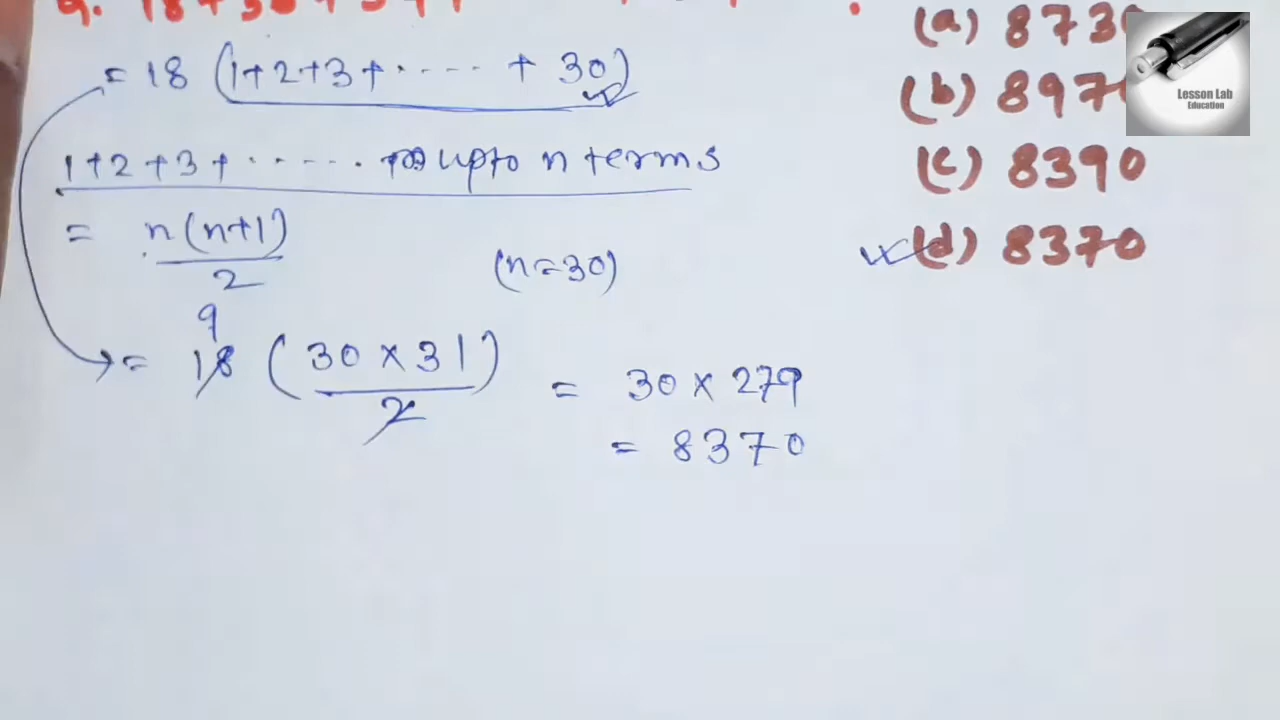 = 18 (1+2+3+ ..... + 30)
1+2+3+ ...... upto n terms
= n(n+1)
2
(n=30)
9
= 18 (30 × 31)
2
= 30 × 279
= 8370
(a) 8730
(b) 897
(c) 8390
(d) 8370
Lesson Lab
Education